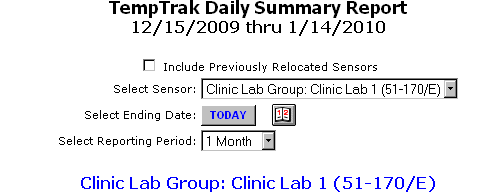 TempTrak Daily Summary Report
12/15/2009 thru 1/14/2010
Include Previously Relocated Sensors
Select Sensor: Clinic Lab Group: Clinic Lab 1 (51-170/E)
Select Ending Date: TODAY 12
Select Reporting Period: 1 Month
Clinic Lab Group: Clinic Lab 1 (51-170/E)